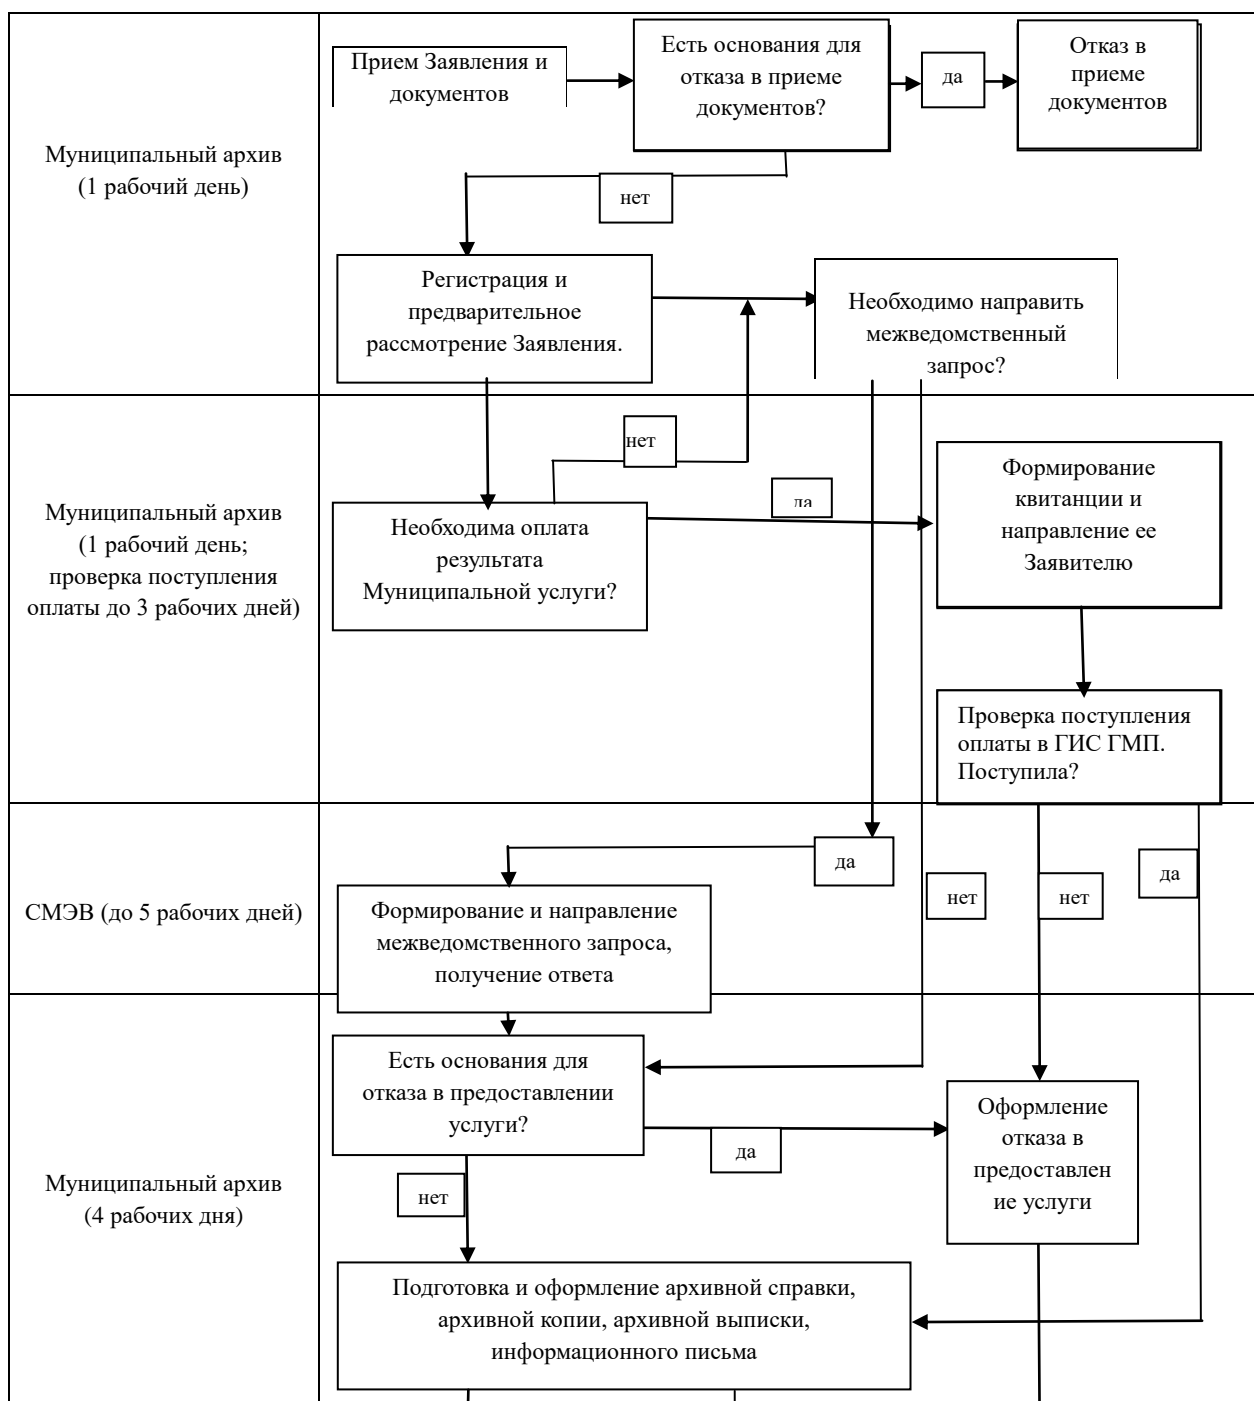 Муниципальный архив
(1 рабочий день)
Прием Заявления и
документов
Есть основания для
отказа в приеме
документов?
да
Отказ в
приеме
документов
нет
Регистрация и
предварительное
рассмотрение Заявления.
Необходимо направить
межведомственный
запрос?
Муниципальный архив
(1 рабочий день;
проверка поступления
оплаты до 3 рабочих дней)
нет
Необходима оплата
результата
Муниципальной услуги?
да
Формирование
квитанции и
направление ее
Заявителю
Проверка поступления
оплаты в ГИС ГМП.
Поступила?
СМЭВ (до 5 рабочих дней)
да
нет
нет
да
Формирование и направление
межведомственного запроса,
получение ответа
Муниципальный архив
(4 рабочих дня)
Есть основания для
отказа в предоставлении
услуги?
да
нет
Оформление
отказа в
предоставлен
ие услуги
Подготовка и оформление архивной справки,
архивной копии, архивной выписки,
информационного письма